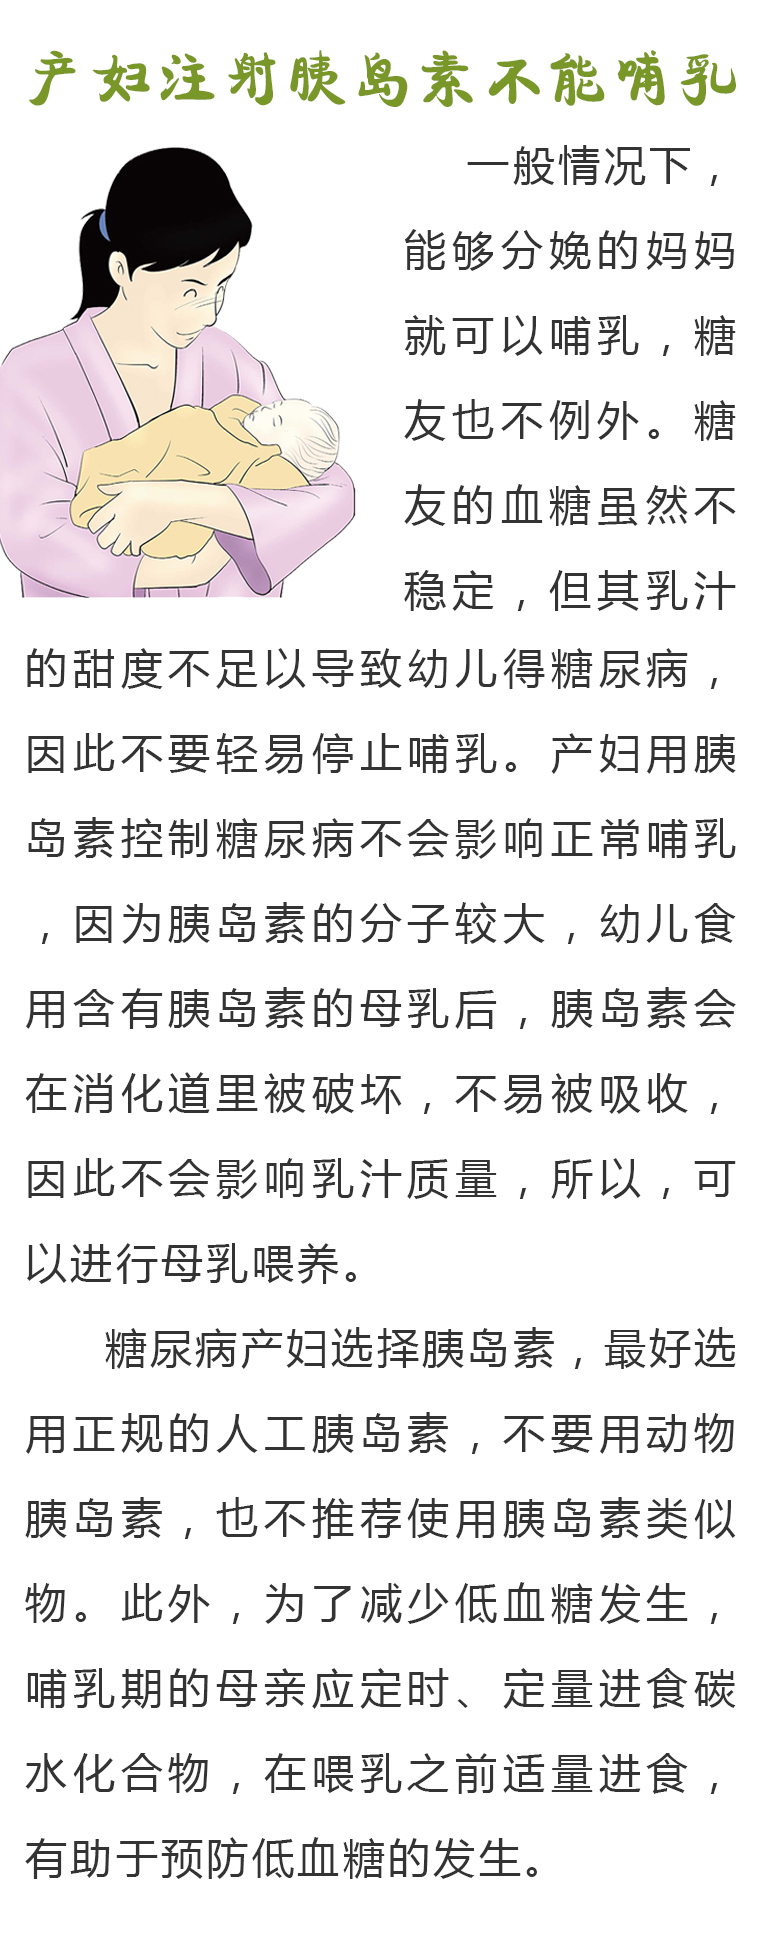 产妇注射胰岛素不能哺乳
一般情况下，
能够分娩的妈妈
就可以哺乳，糖
友也不例外。糖
友的血糖虽然不
稳定，但其乳汁
的甜度不足以导致幼儿得糖尿病，
因此不要轻易停止哺乳。产妇用胰
岛素控制糖尿病不会影响正常哺乳
，因为胰岛素的分子较大，幼儿食
用含有胰岛素的母乳后，胰岛素会
在消化道里被破坏，不易被吸收，
因此不会影响乳汁质量，所以，可
以进行母乳喂养。
糖尿病产妇选择胰岛素，最好选
用正规的人工胰岛素，不要用动物
胰岛素，也不推荐使用胰岛素类似
物。此外，为了减少低血糖发生，
哺乳期的母亲应定时、定量进食碳
水化合物，在喂乳之前适量进食，
有助于预防低血糖的发生。